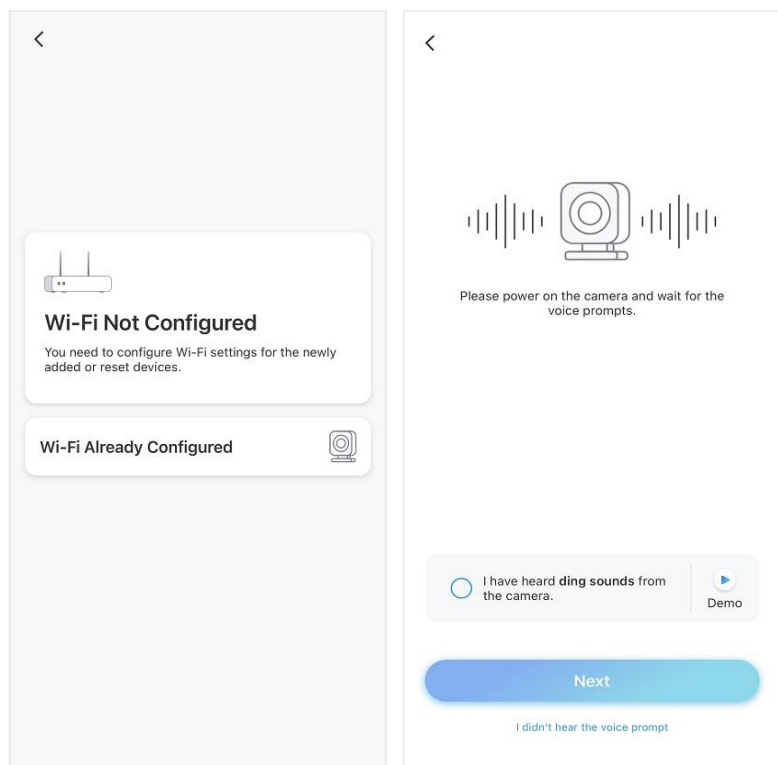 Wi-Fi Not Configured
You need to configure Wi-Fi settings for the newly
added or reset devices.
Wi-Fi Already Configured
Please power on the camera and wait for the
voice prompts.
I have heard ding sounds from
the camera.
Demo
Next
I didn't hear the voice prompt